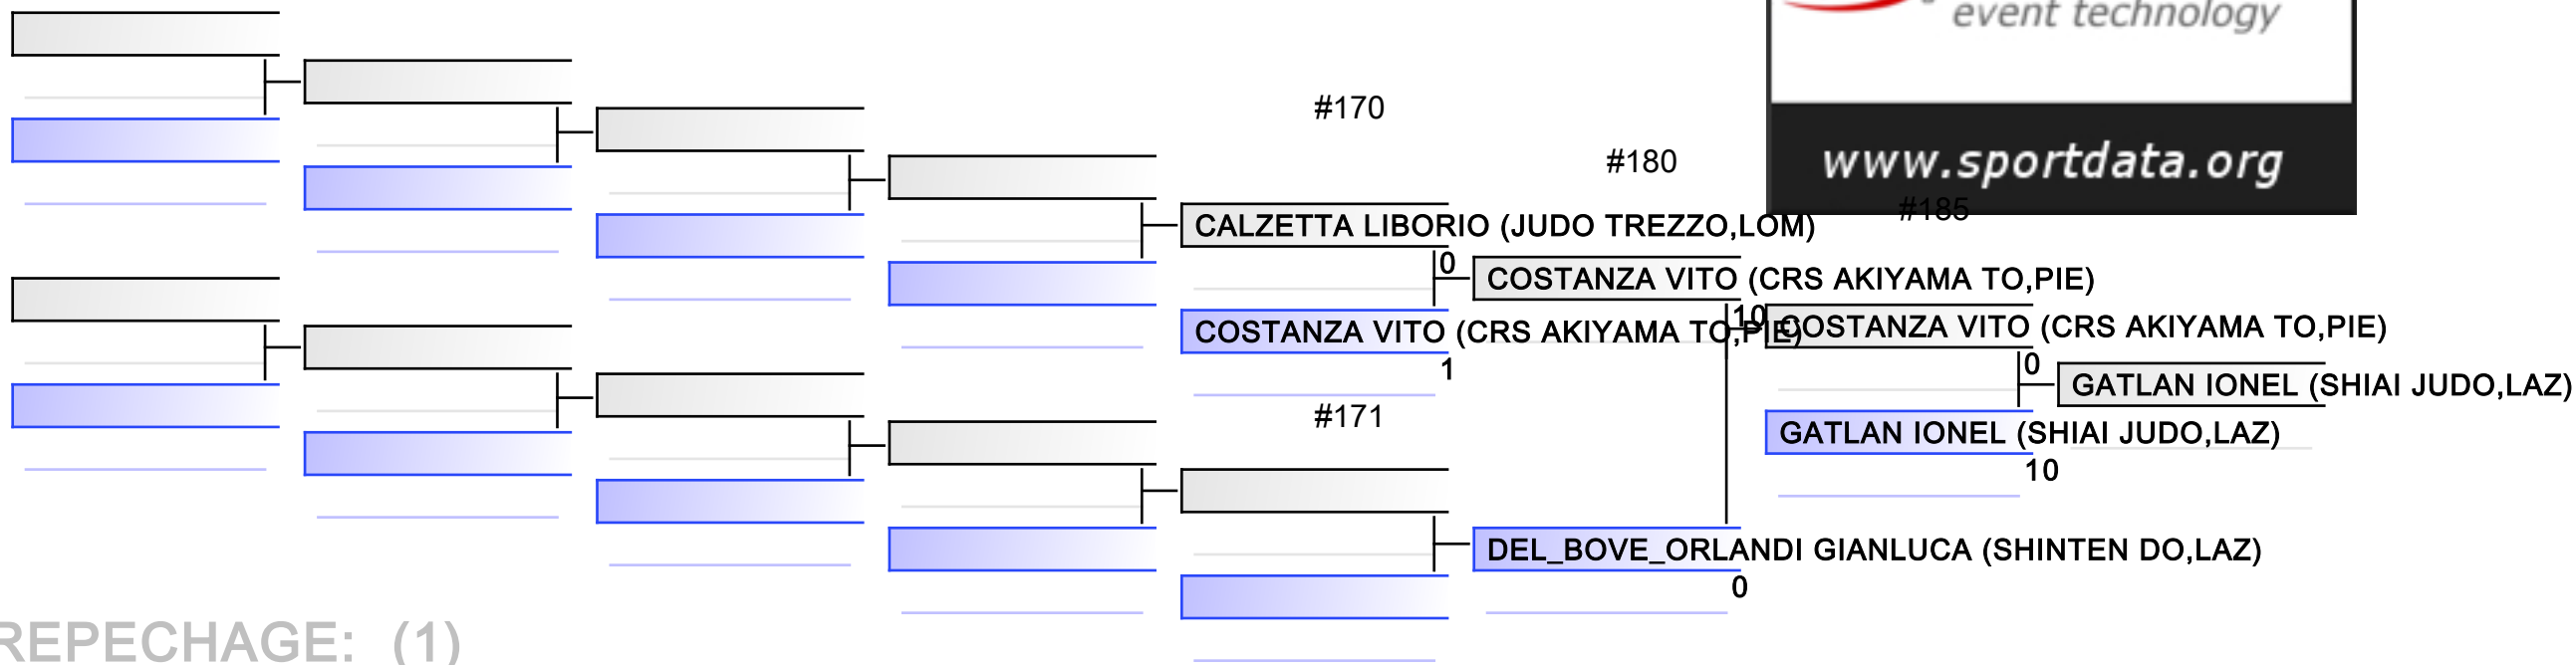 event technology
#170
#180
www.sportdata.org
#185
CALZETTA LIBORIO (JUDO TREZZO,LOM)
0
COSTANZA VITO (CRS AKIYAMA TO,PIE)
10
COSTANZA VITO (CRS AKIYAMA TO,PIE)
COSTANZA VITO (CRS AKIYAMA TO,PIE)
1
0
GATLAN IONEL (SHIAI JUDO,LAZ)
#171
GATLAN IONEL (SHIAI JUDO,LAZ)
10
DEL_BOVE_ORLANDI GIANLUCA (SHINTEN DO,LAZ)
0
REPECHAGE: (1)